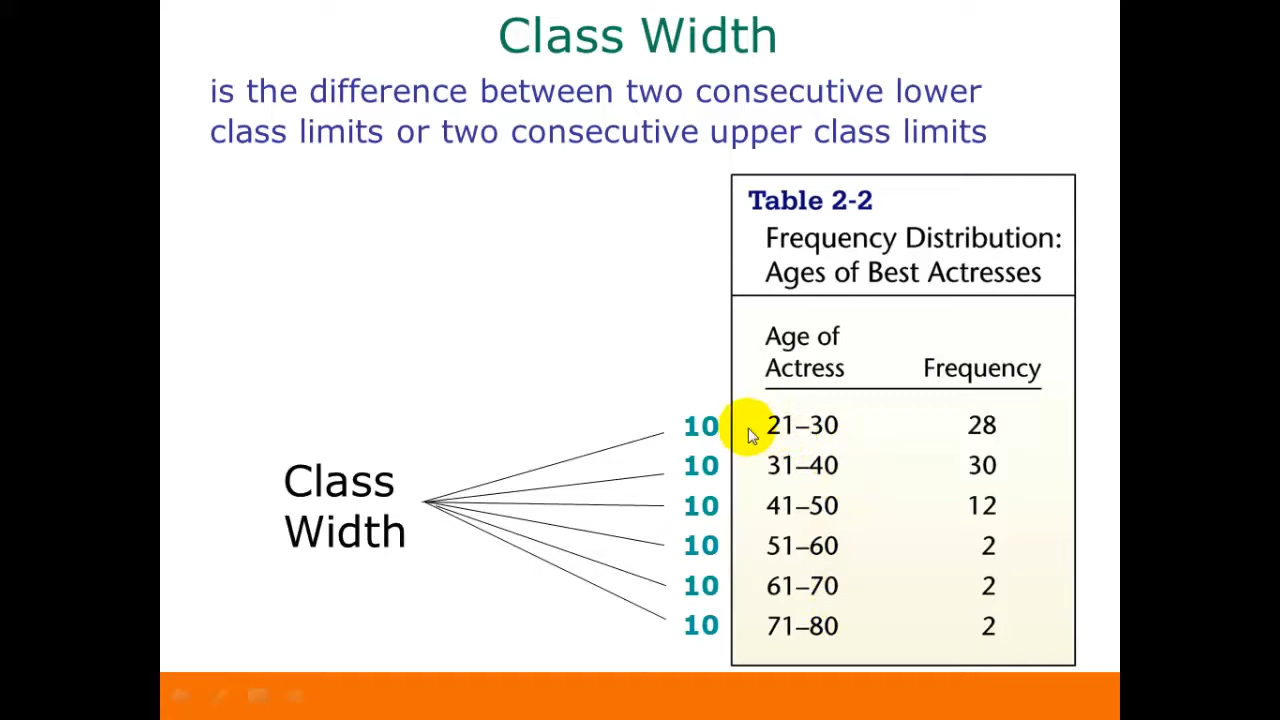 Class Width
is the difference between two consecutive lower
class limits or two consecutive upper class limits
Table 2-2
Frequency Distribution:
Ages of Best Actresses
Age of
Actress Frequency
10 21–30 28
10 31–40 30
10 41–50 12
10 51–60 2
10 61–70 2
10 71–80 2
Class
Width